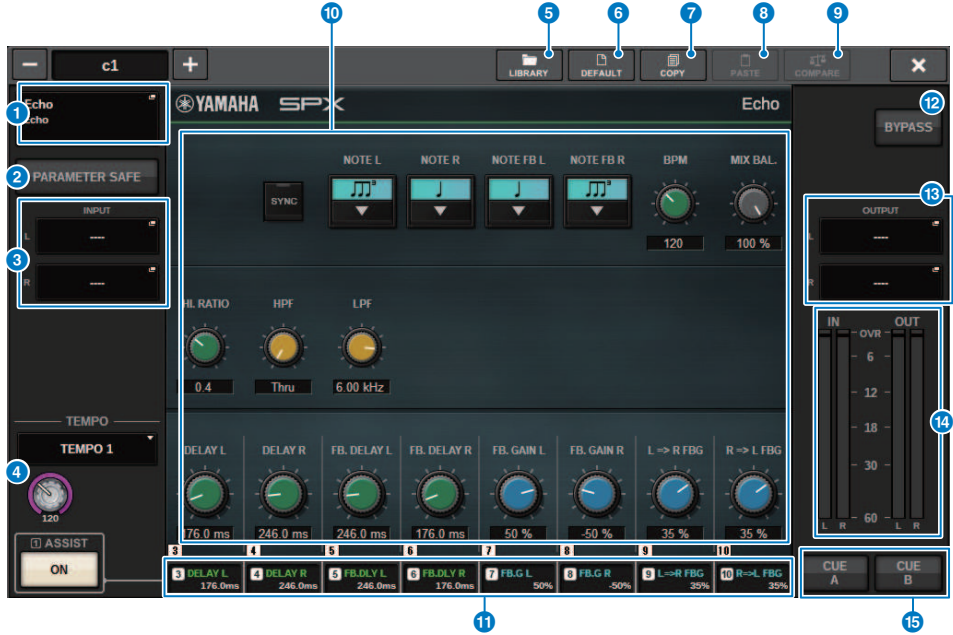 10 5 6 7 8 9
− c1 + LIBRARY DEFAULT COPY PASTE COMPARE ×
1 Echo
Echo
YAMAHA SPX Echo
12
BYPASS
2 PARAMETER SAFE
NOTE L NOTE R NOTE FB L NOTE FB R BPM MIX BAL.
SYNC
3 3
120 100 %
INPUT
L ----
R ----
3
13
OUTPUT
L ----
R ----
HI. RATIO HPF LPF
0.4 Thru 6.00 kHz
IN OUT
OVR
6
12
18
30
60
L R L R
14
TEMPO
TEMPO 1
4
120
DELAY L DELAY R FB. DELAY L FB. DELAY R FB. GAIN L FB. GAIN R L => R FBG R => L FBG
176.0 ms 246.0 ms 246.0 ms 176.0 ms 50 % -50 % 35 % 35 %
1 ASSIST
ON
3 4 5 6 7 8 9 10
3 DELAY L 4 DELAY R 5 FB.DLY L 6 FB.DLY R 7 FB.G L 8 FB.G R 9 L=>R FBG 10 R=>L FBG
176.0ms 246.0ms 246.0ms 176.0ms 50% -50% 35% 35%
CUE A CUE B
11 15